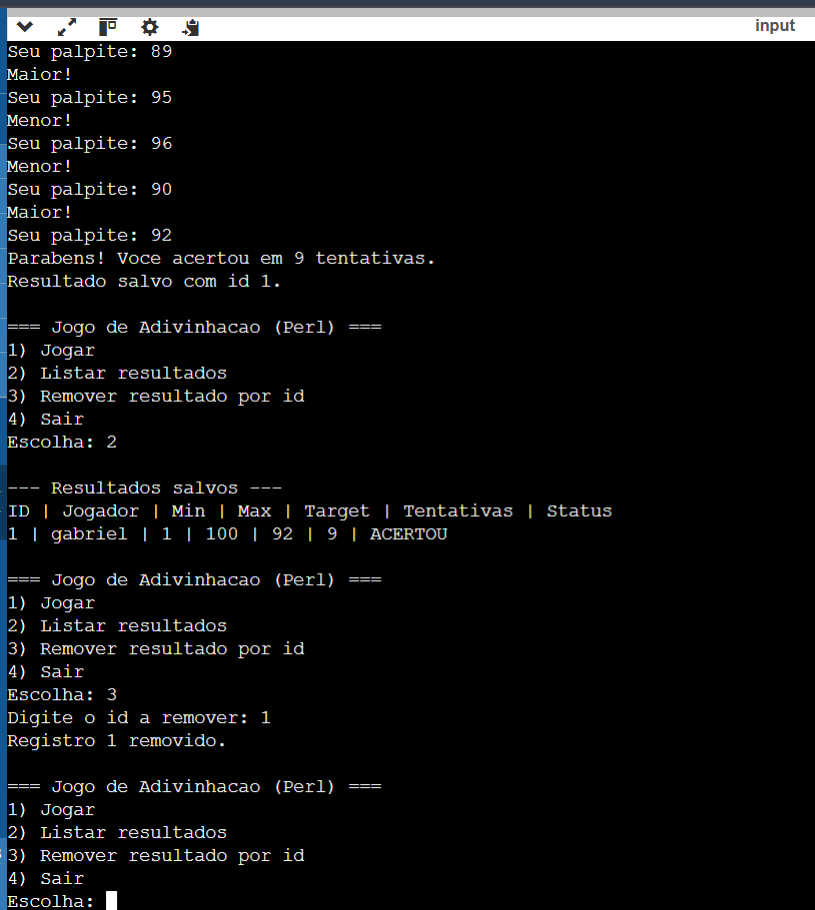 input
Seu palpite: 89
Maior!
Seu palpite: 95
Menor!
Seu palpite: 96
Menor!
Seu palpite: 90
Maior!
Seu palpite: 92
Parabens! Voce acertou em 9 tentativas.
Resultado salvo com id 1.

=== Jogo de Adivinhacao (Perl) ===
1) Jogar
2) Listar resultados
3) Remover resultado por id
4) Sair
Escolha: 2

--- Resultados salvos ---
ID | Jogador | Min | Max | Target | Tentativas | Status
1 | gabriel | 1 | 100 | 92 | 9 | ACERTOU

=== Jogo de Adivinhacao (Perl) ===
1) Jogar
2) Listar resultados
3) Remover resultado por id
4) Sair
Escolha: 3
Digite o id a remover: 1
Registro 1 removido.

=== Jogo de Adivinhacao (Perl) ===
1) Jogar
2) Listar resultados
3) Remover resultado por id
4) Sair
Escolha: